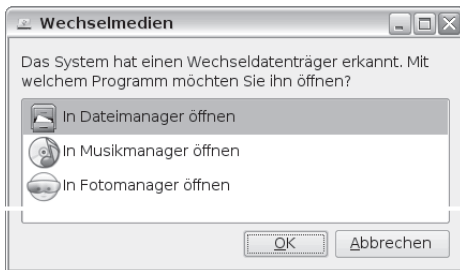 Wechselmedien
Das System hat einen Wechseldatenträger erkannt. Mit
welchem Programm möchten Sie ihn öffnen?
In Dateimanager öffnen
In Musikmanager öffnen
In Fotomanager öffnen
OK Abbrechen